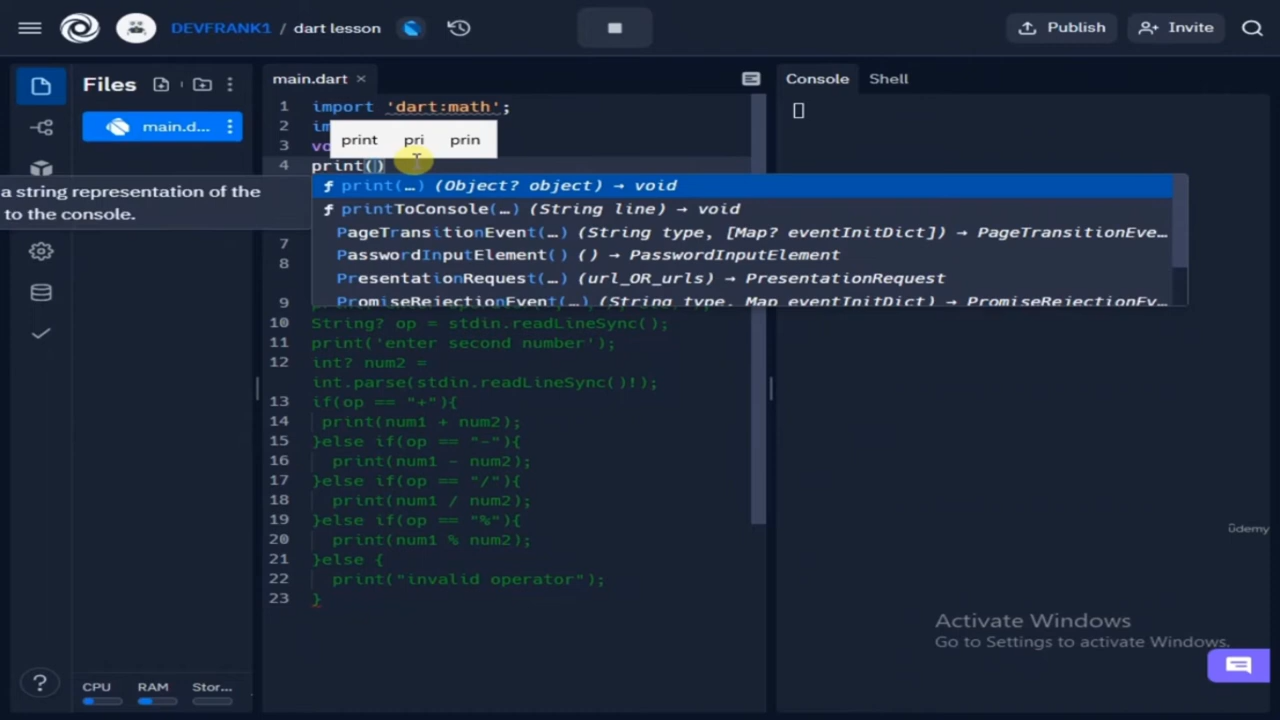 DEVFRANK1 / dart lesson
Publish
Invite
Files
main.d...
main.dart
Console
Shell
1 import 'dart:math';
2 im
3 vo
print pri prin
4 print()
a string representation of the
to the console.
f print(…) (Object? object) → void
f printToConsole(…) (String line) → void
PageTransitionEvent(…) (String type, [Map? eventInitDict]) → PageTransitionEve…
PasswordInputElement() () → PasswordInputElement
PresentationRequest(…) (url_OR_urls) → PresentationRequest
PromiseRejectionEvent(…) (String type, Map eventInitDict) → PromiseRejectionEv…
7
8
9
10 String? op = stdin.readLineSync();
11 print('enter second number');
12 int? num2 =
int.parse(stdin.readLineSync()!);
13 if(op == "+"){
14 print(num1 + num2);
15 }else if(op == "-"){
16 print(num1 - num2);
17 }else if(op == "/"){
18 print(num1 / num2);
19 }else if(op == "%"){
20 print(num1 % num2);
21 }else {
22 print("invalid operator");
23 }
ûdemy
Activate Windows
Go to Settings to activate Windows.
?
CPU RAM Stor...